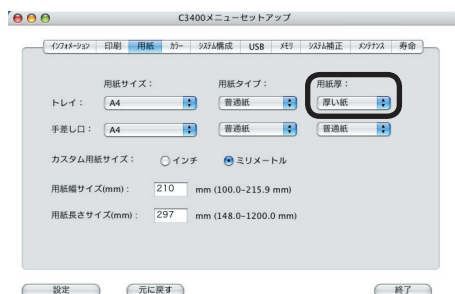 C3400メニューセットアップ
ｲﾝﾌｫﾒｰｼｮﾝ 印刷 用紙 ｶﾗｰ ｼｽﾃﾑ構成 USB ﾒﾓﾘ ｼｽﾃﾑ補正 ﾒﾝﾃﾅﾝｽ 寿命
用紙サイズ： 用紙タイプ： 用紙厚：
トレイ： A4 普通紙 厚い紙
手差し口： A4 普通紙 普通紙
カスタム用紙サイズ： インチ ミリメートル
用紙幅サイズ(mm)： 210 mm (100.0-215.9 mm)
用紙長さサイズ(mm)： 297 mm (148.0-1200.0 mm)
設定 元に戻す 終了